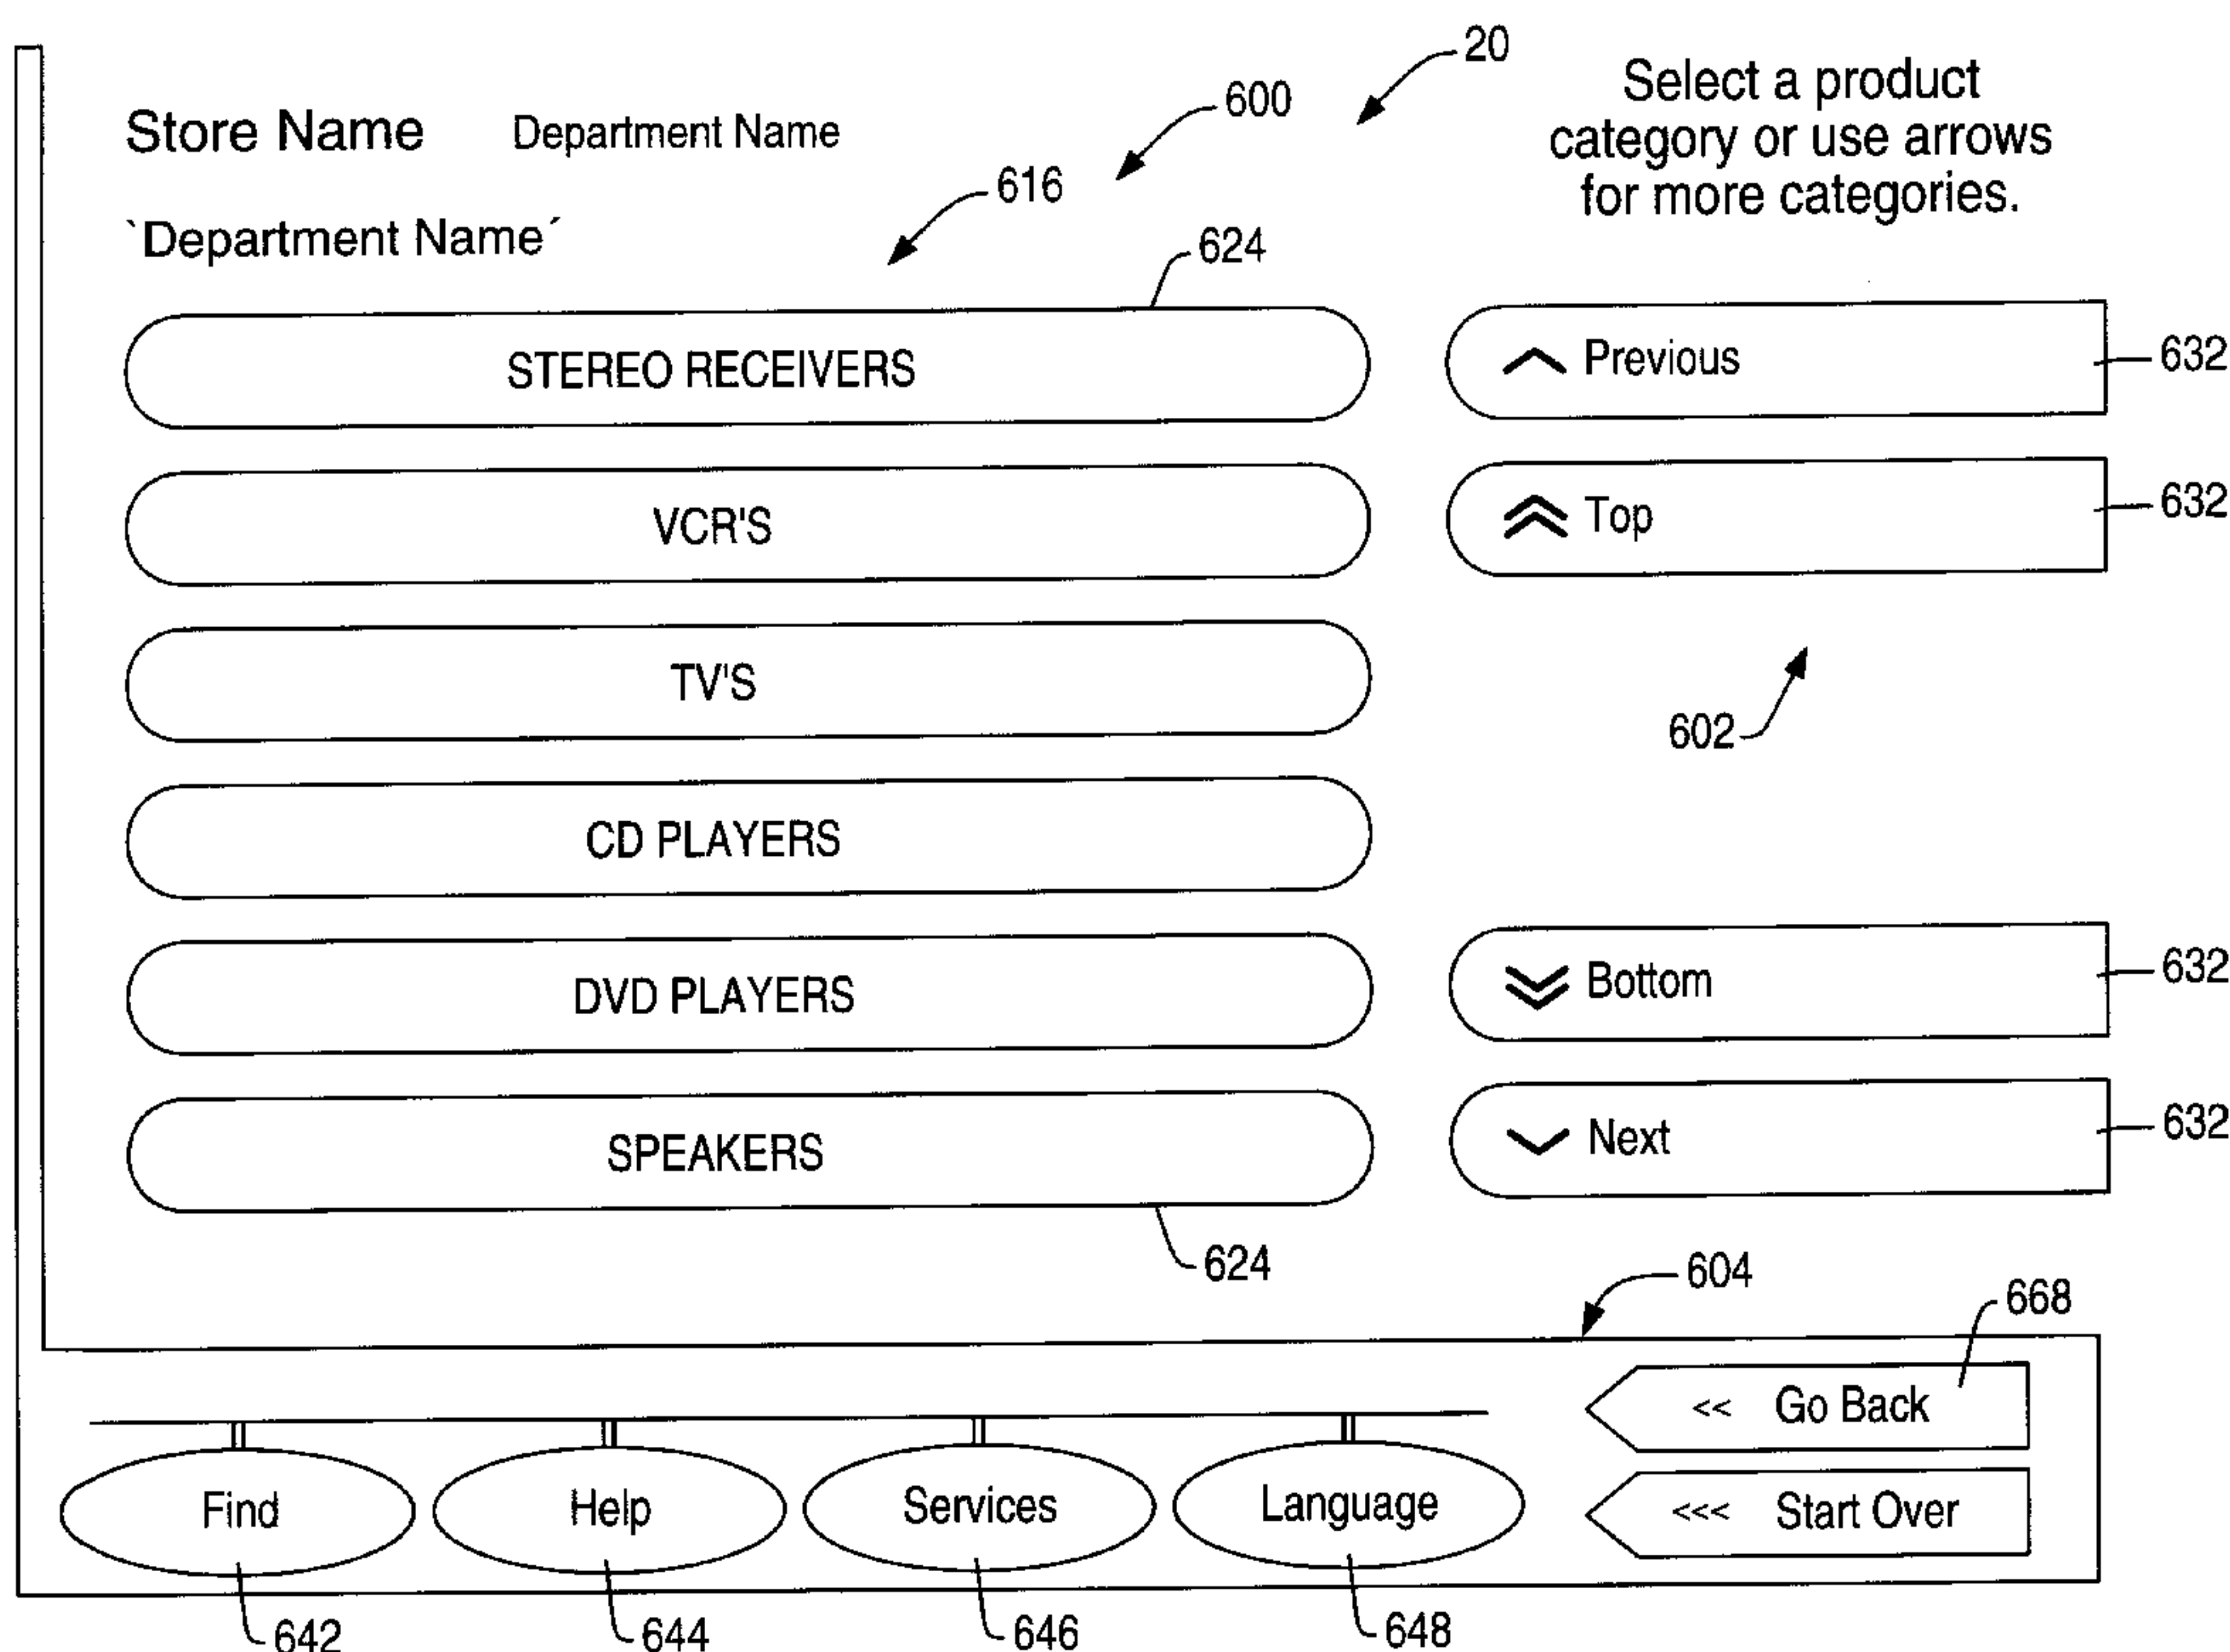 20
600
Select a product
category or use arrows
for more categories.
Store Name Department Name
616
`Department Name´
624
STEREO RECEIVERS
Previous
632
VCR'S
Top
632
TV'S
602
CD PLAYERS
DVD PLAYERS
Bottom
632
SPEAKERS
Next
632
624
604
668
<< Go Back
Find
Help
Services
Language
<<< Start Over
642
644
646
648